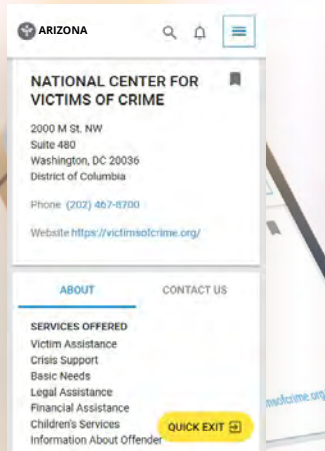 ARIZONA
NATIONAL CENTER FOR
VICTIMS OF CRIME
2000 M St. NW
Suite 480
Washington, DC 20036
District of Columbia
Phone (202) 467-8700
Website https://victimsofcrime.org/
ABOUT CONTACT US
SERVICES OFFERED
Victim Assistance
Crisis Support
Basic Needs
Legal Assistance
Financial Assistance
Children's Services
Information About Offender
QUICK EXIT